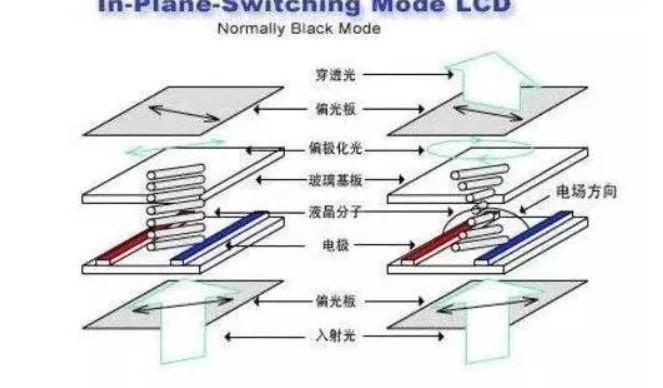 In-Plane-Switching Mode LCD
Normally Black Mode
穿透光
偏光板
偏极化光
玻璃基板
液晶分子
电场方向
电极
偏光板
入射光